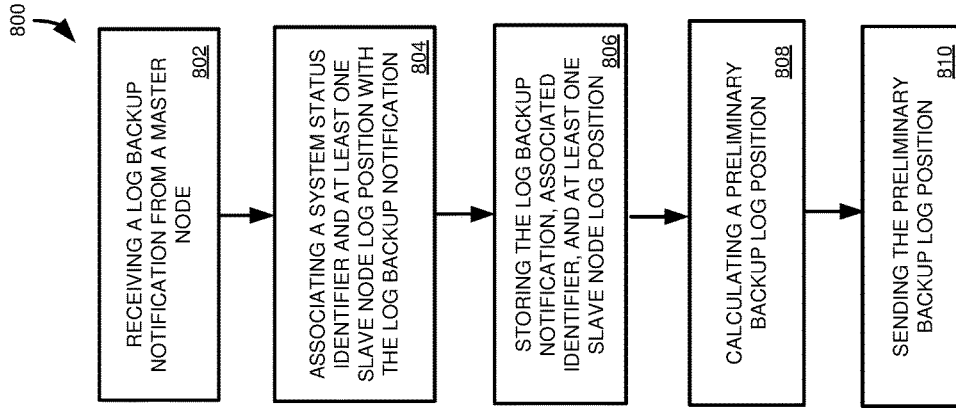 800
RECEIVING A LOG BACKUP
NOTIFICATION FROM A MASTER
NODE
802
ASSOCIATING A SYSTEM STATUS
IDENTIFIER AND AT LEAST ONE
SLAVE NODE LOG POSITION WITH
THE LOG BACKUP NOTIFICATION
804
STORING THE LOG BACKUP
NOTIFICATION, ASSOCIATED
IDENTIFIER, AND AT LEAST ONE
SLAVE NODE LOG POSITION
806
CALCULATING A PRELIMINARY
BACKUP LOG POSITION
808
SENDING THE PRELIMINARY
BACKUP LOG POSITION
810